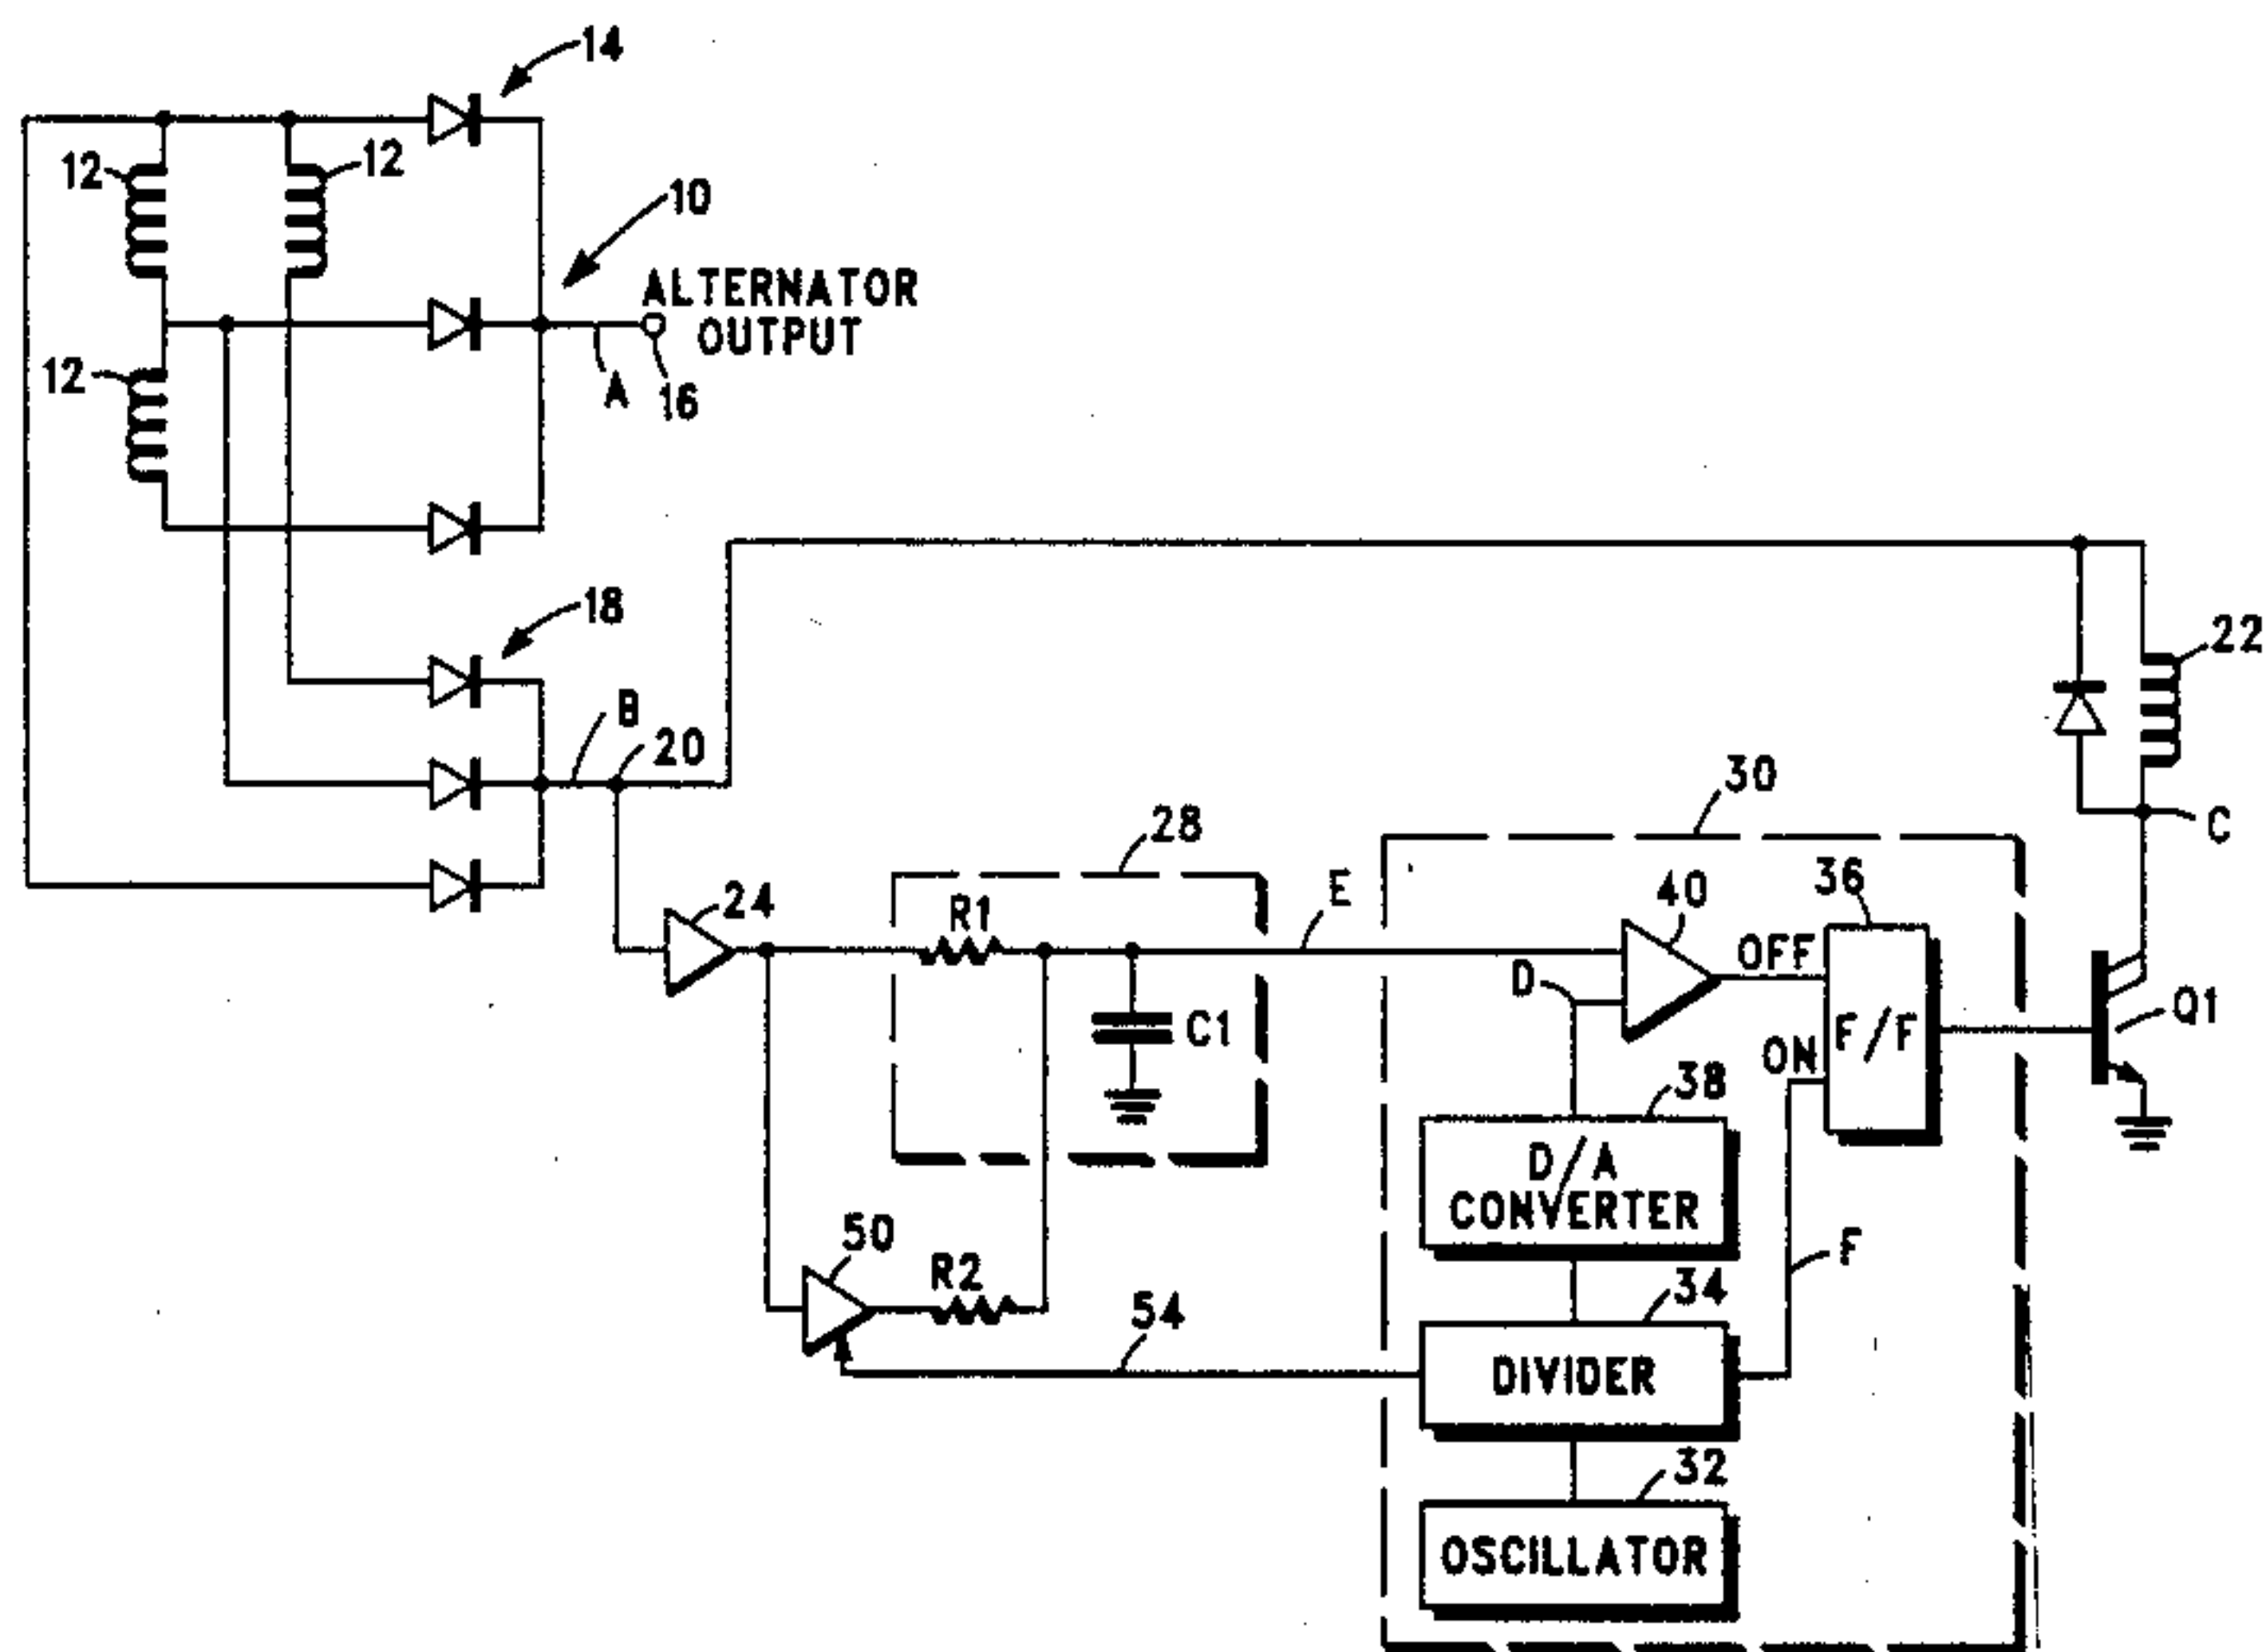 14
12
12
10
ALTERNATOR
OUTPUT
12
A
16
18
22
B
20
30
28
C
36
24
R1
E
40
OFF
D
Q1
C1
F/F
ON
38
D/A
CONVERTER
50
R2
F
34
54
DIVIDER
32
OSCILLATOR